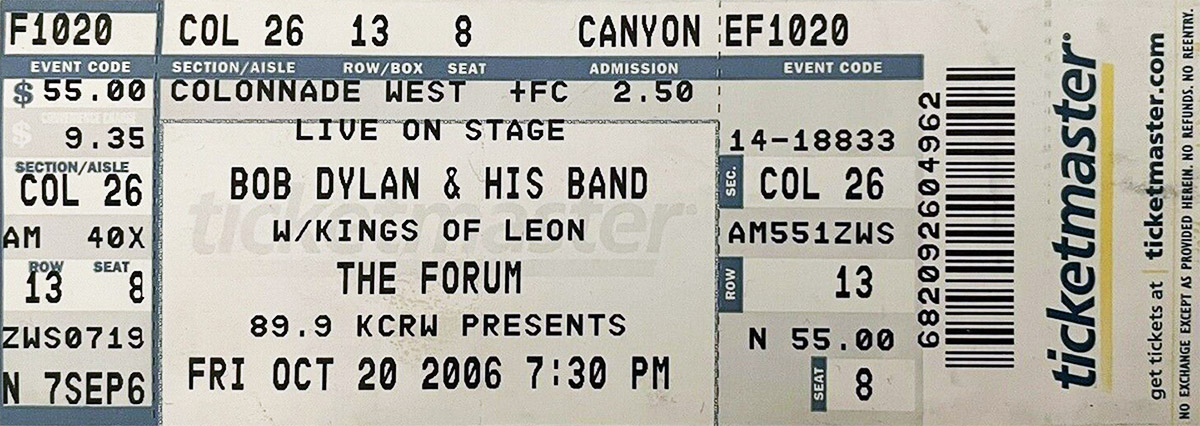 F1020 COL 26 13 8 CANYON EF1020
EVENT CODE SECTION/AISLE ROW/BOX SEAT ADMISSION EVENT CODE
$ 55.00 COLONNADE WEST +FC 2.50
$ 9.35 LIVE ON STAGE 14-18833
SECTION/AISLE
COL 26 BOB DYLAN & HIS BAND SEC. COL 26
ticketmaster
AM 40X W/KINGS OF LEON AM551ZWS
ROW SEAT
13 8 THE FORUM ROW 13
ZWS0719 89.9 KCRW PRESENTS N 55.00
N 7SEP6 FRI OCT 20 2006 7:30 PM SEAT 8
682092604962
ticketmaster
get tickets at ticketmaster.com
NO EXCHANGE EXCEPT AS PROVIDED HEREIN. NO REFUNDS. NO REENTRY.